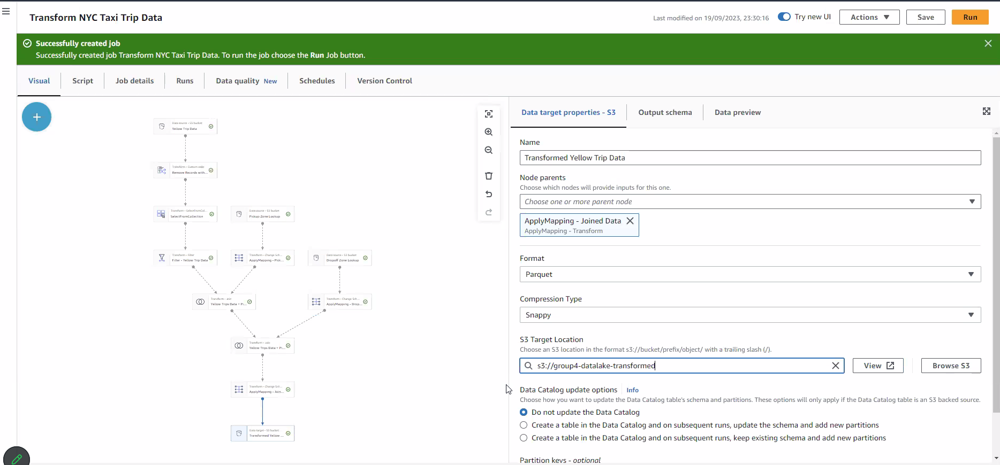 Transform NYC Taxi Trip Data
Last modified on 19/09/2023, 23:30:16
Try new UI
Actions
Save
Run
Successfully created job
Successfully created job Transform NYC Taxi Trip Data. To run the job choose the Run Job button.
Visual
Script
Job details
Runs
Data quality New
Schedules
Version Control
Data source - S3 bucket
Yellow Trip Data
Transform - Custom code
Remove Records with...
Transform - SelectFromCol...
SelectFromCollection
Data source - S3 bucket
Pickup Zone Lookup
Transform - Filter
Filter - Yellow Trip Data
Transform - Change Sch...
ApplyMapping - Pick...
Data source - S3 bucket
Dropoff Zone Lookup
Transform - Join
Yellow Trips Data + Pi...
Transform - Change Sch...
ApplyMapping - Drop...
Transform - Join
Yellow Trips Data + Pi...
Transform - Change Sch...
ApplyMapping - Join...
Data target - S3 bucket
Transformed Yellow ...
Data target properties - S3
Output schema
Data preview
Name
Transformed Yellow Trip Data
Node parents
Choose which nodes will provide inputs for this one.
Choose one or more parent node
ApplyMapping - Joined Data
ApplyMapping - Transform
Format
Parquet
Compression Type
Snappy
S3 Target Location
Choose an S3 location in the format s3://bucket/prefix/object/ with a trailing slash (/).
s3://group4-datalake-transformed
View
Browse S3
Data Catalog update options
Info
Choose how you want to update the Data Catalog table's schema and partitions. These options will only apply if the Data Catalog table is an S3 backed source.
Do not update the Data Catalog
Create a table in the Data Catalog and on subsequent runs, update the schema and add new partitions
Create a table in the Data Catalog and on subsequent runs, keep existing schema and add new partitions
Partition keys - optional